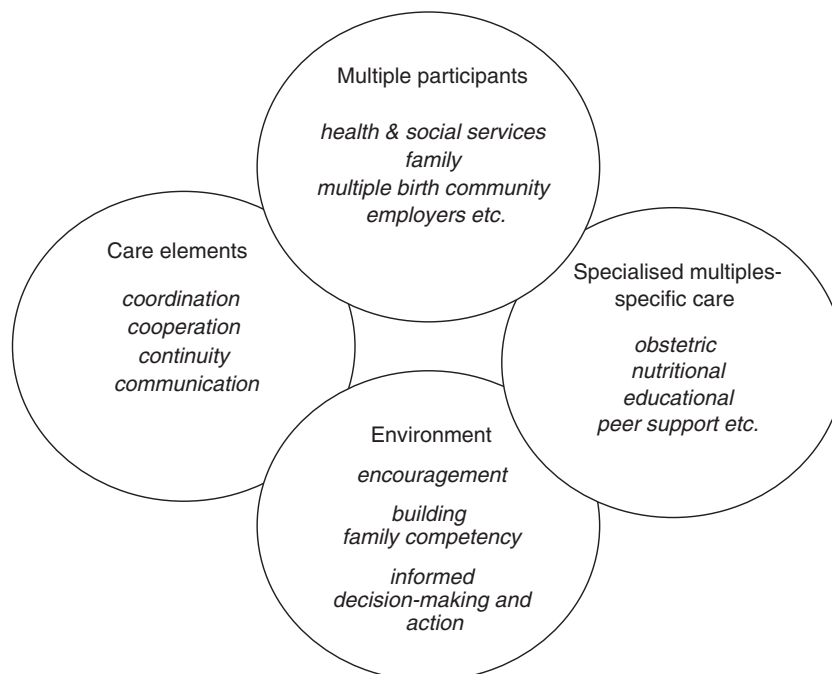 Multiple participants
health & social services
family
multiple birth community
employers etc.
Care elements
coordination
cooperation
continuity
communication
Specialised multiples-
specific care
obstetric
nutritional
educational
peer support etc.
Environment
encouragement
building
family competency
informed
decision-making and
action